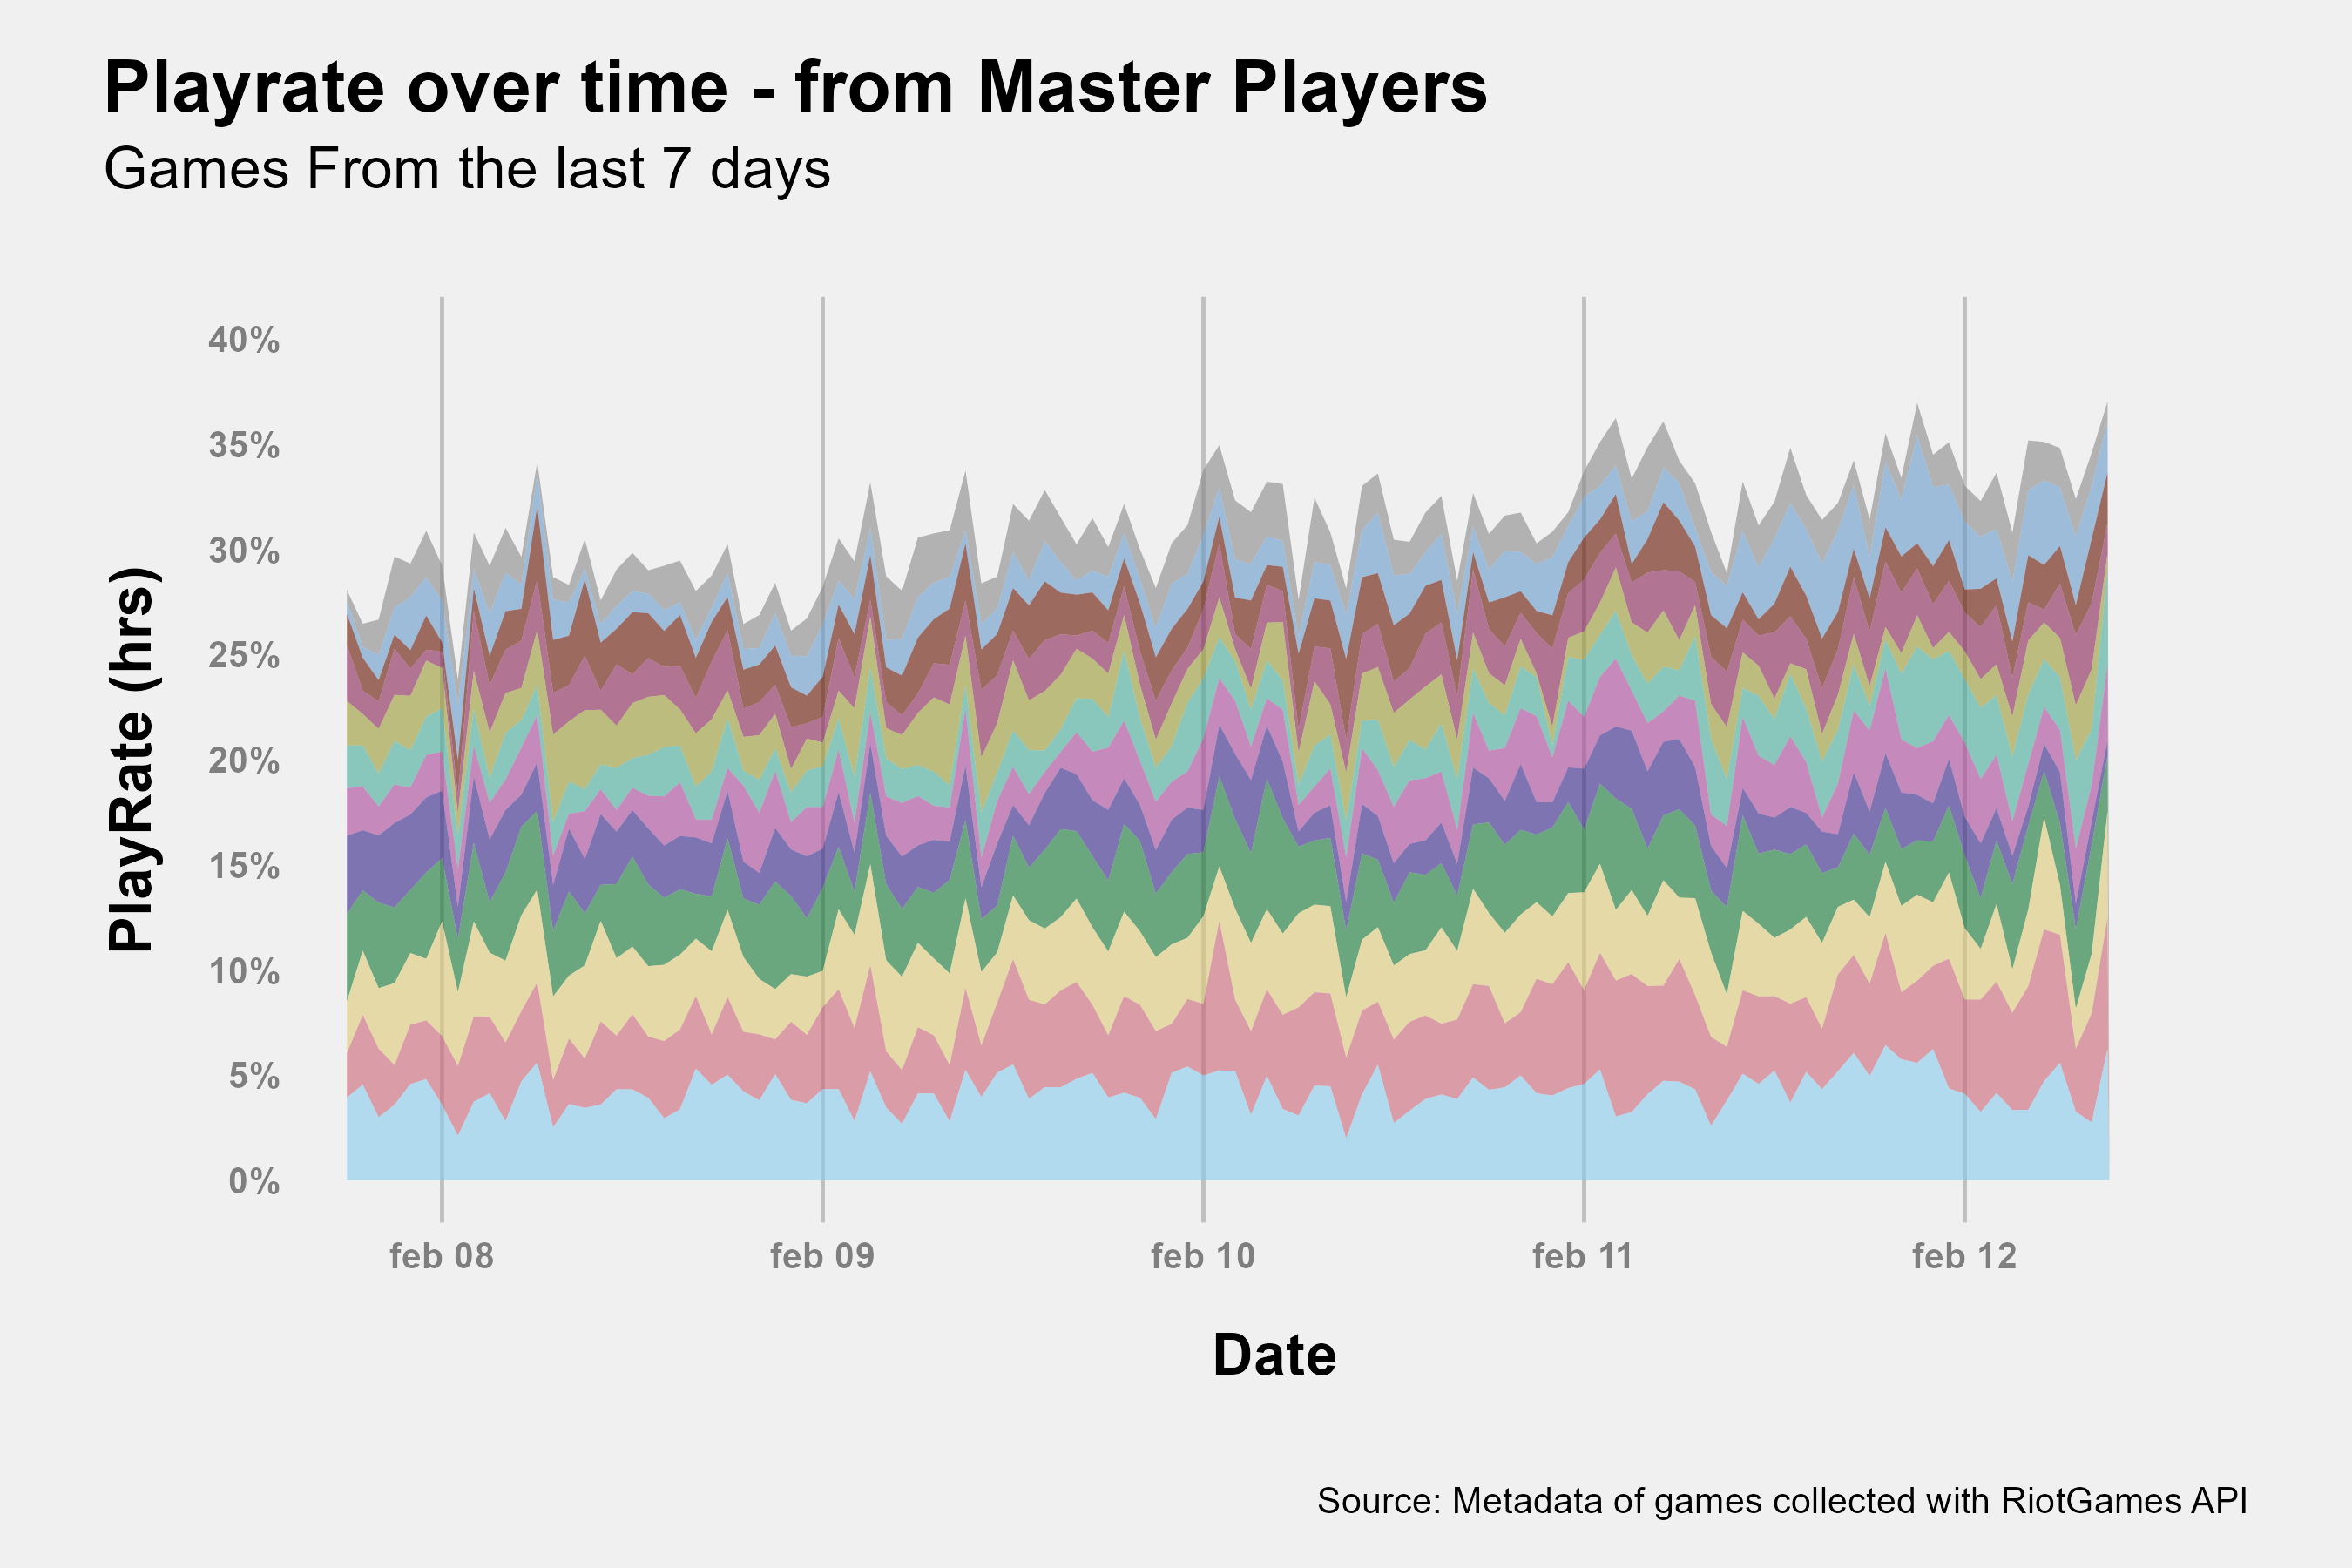 Playrate over time - from Master Players
Games From the last 7 days
40%
35%
30%
25%
20%
15%
10%
5%
0%
PlayRate (hrs)
feb 08
feb 09
feb 10
feb 11
feb 12
Date
Source: Metadata of games collected with RiotGames API